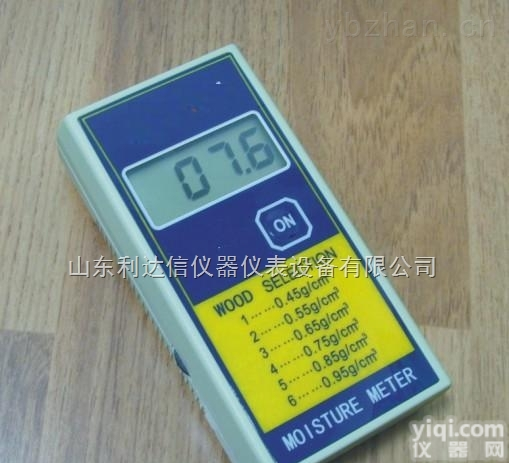 jbzhan.com
07.6
ON
山东利达信仪器仪表设备有限公司
WOOD SELECTION
1……0.45g/cm³
2……0.55g/cm³
3……0.65g/cm³
4……0.75g/cm³
5……0.85g/cm³
6……0.95g/cm³
MOISTURE METER
yiqi.com
仪器网